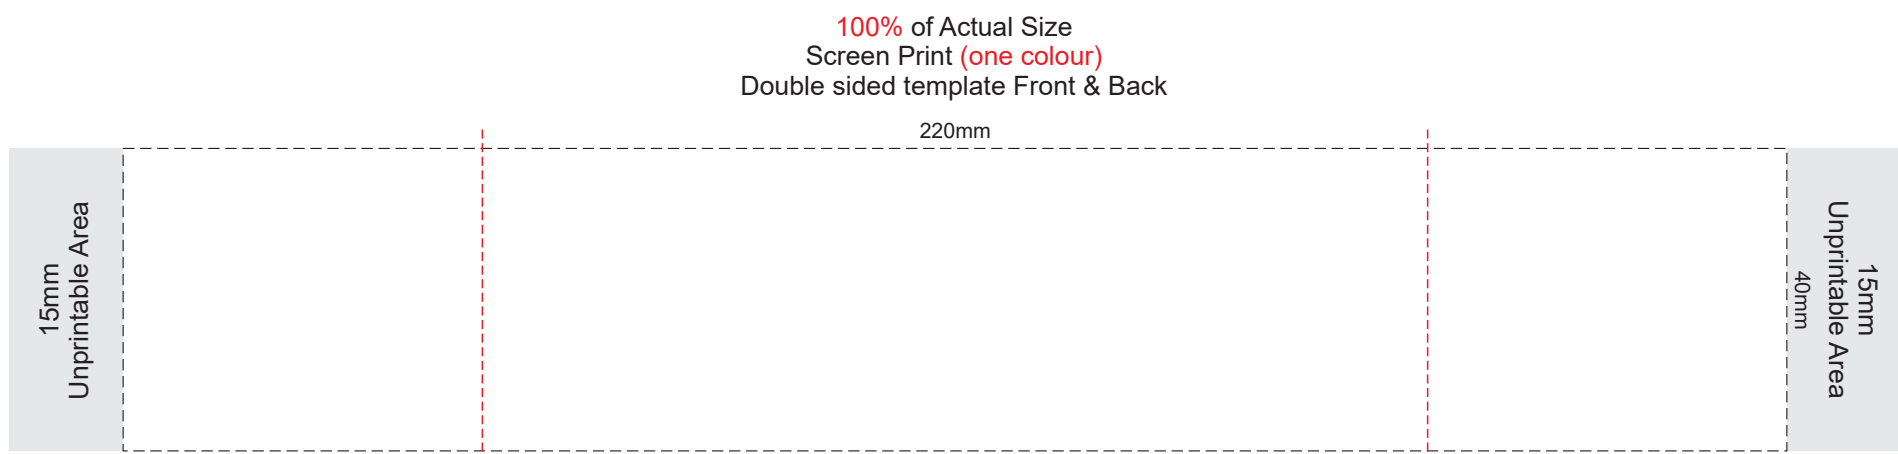 100% of Actual Size
Screen Print (one colour)
Double sided template Front & Back
220mm
15mm
Unprintable Area
40mm
Unprintable Area
15mm